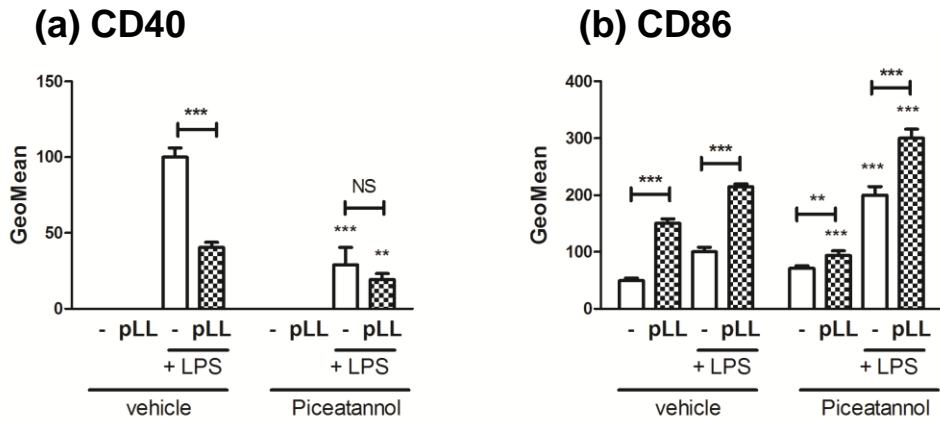 (a) CD40
GeoMean
150
100
50
0
***
***
NS
**
- pLL - pLL - pLL - pLL
+ LPS + LPS
vehicle Piceatannol
(b) CD86
GeoMean
400
300
200
100
0
***
***
**
***
***
***
***
- pLL - pLL - pLL - pLL
+ LPS + LPS
vehicle Piceatannol